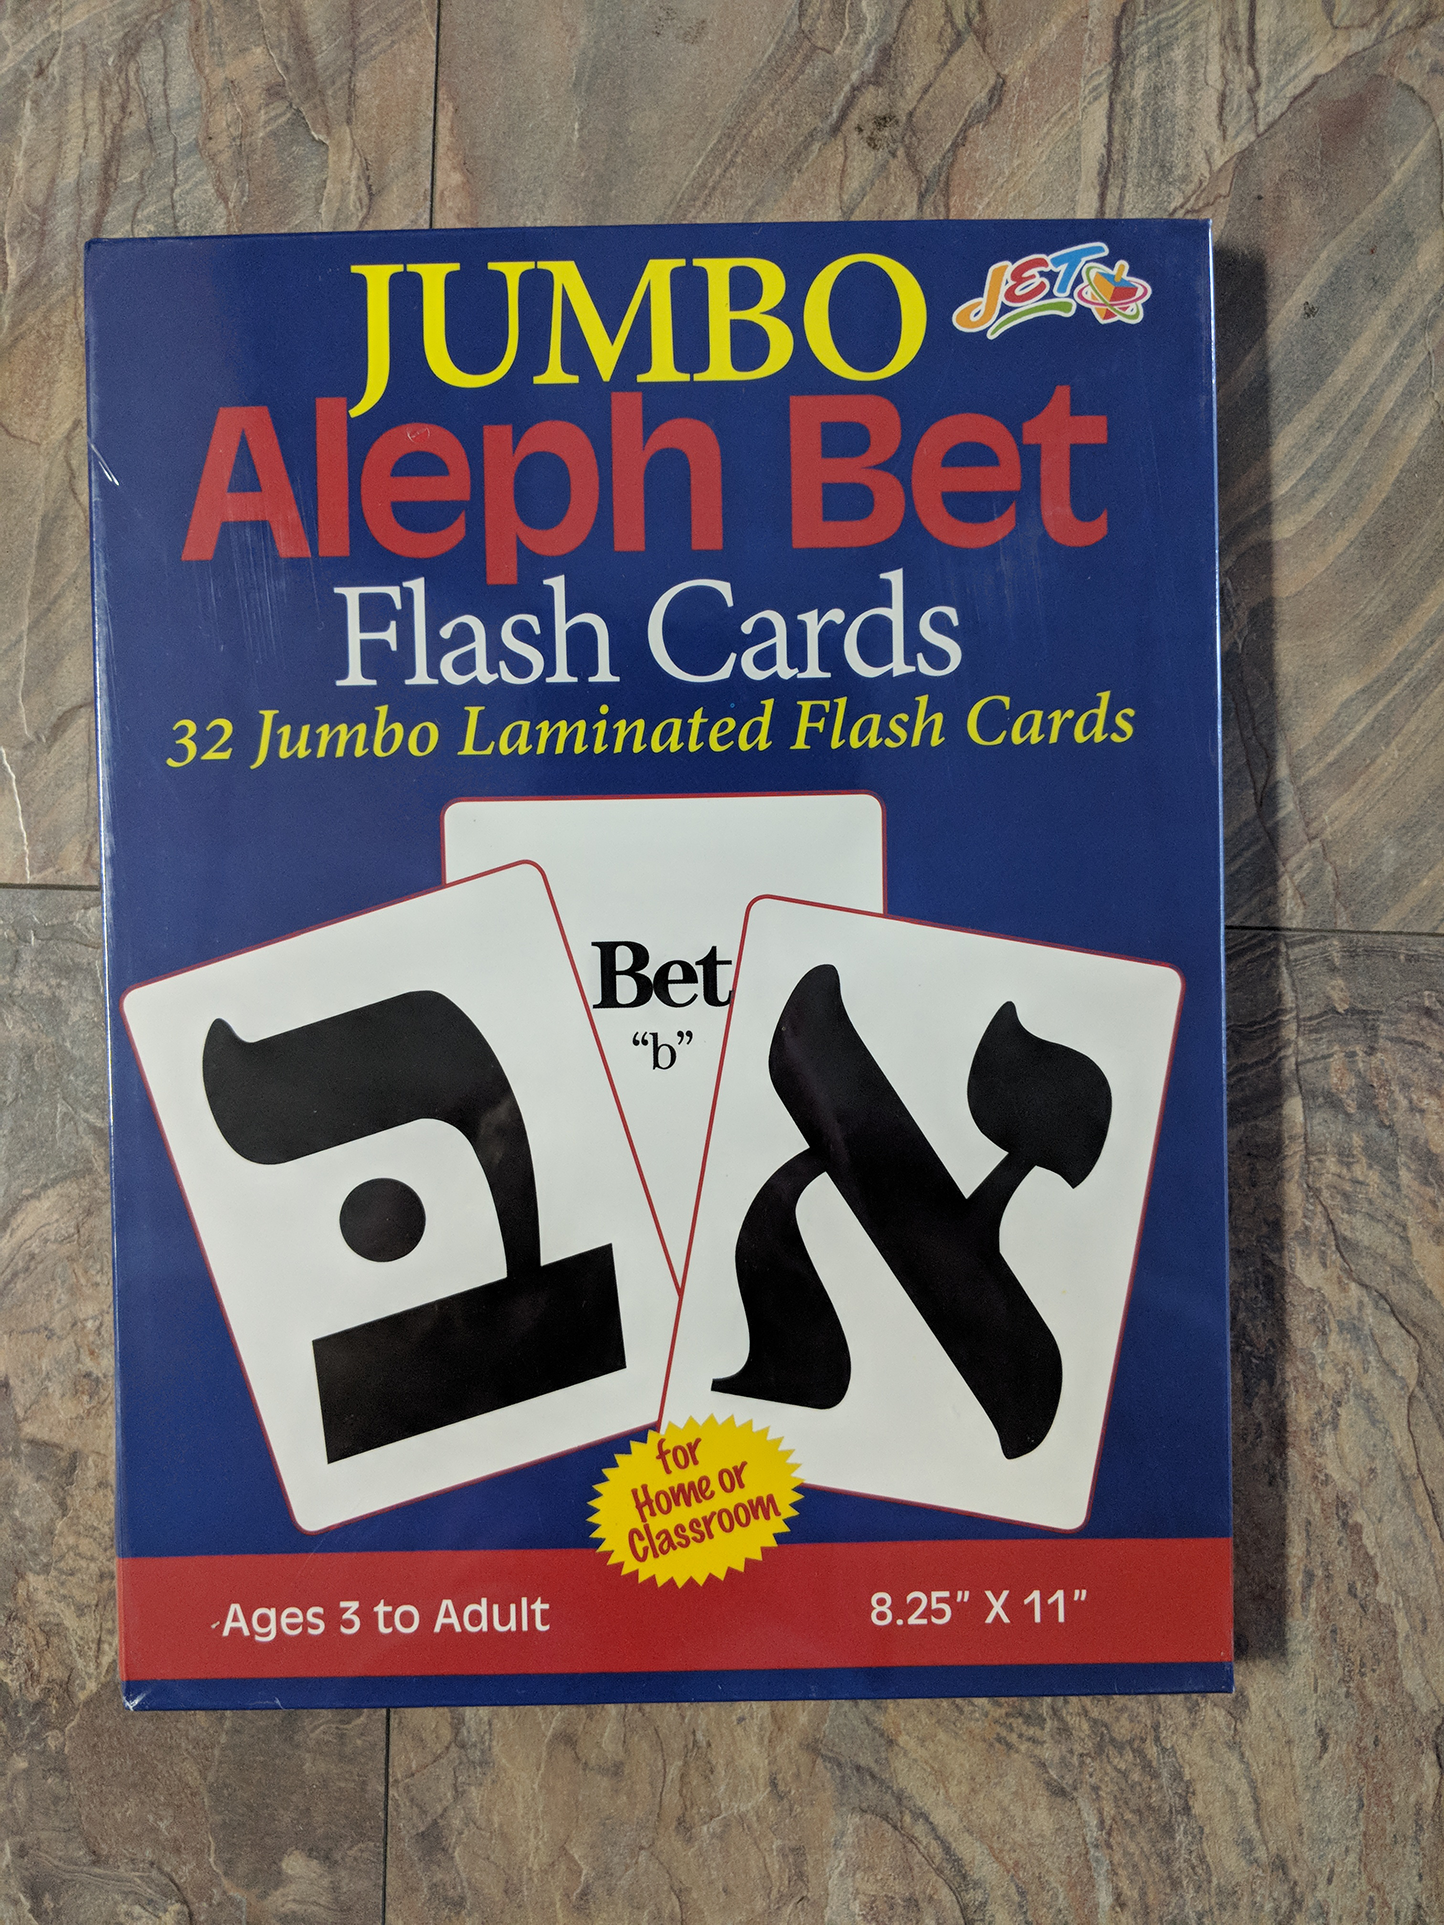 JUMBO
JET
Aleph Bet
Flash Cards
32 Jumbo Laminated Flash Cards
Bet
“b”
בּ
א
for
Home or
Classroom
Ages 3 to Adult
8.25” X 11”